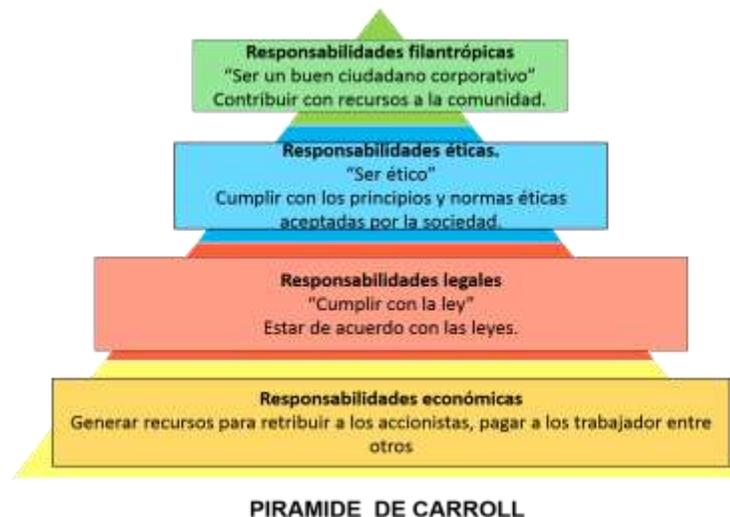 Responsabilidades filantrópicas
“Ser un buen ciudadano corporativo”
Contribuir con recursos a la comunidad.
Responsabilidades éticas.
“Ser ético”
Cumplir con los principios y normas éticas
aceptadas por la sociedad.
Responsabilidades legales
“Cumplir con la ley”
Estar de acuerdo con las leyes.
Responsabilidades económicas
Generar recursos para retribuir a los accionistas, pagar a los trabajador entre
otros
PIRAMIDE DE CARROLL